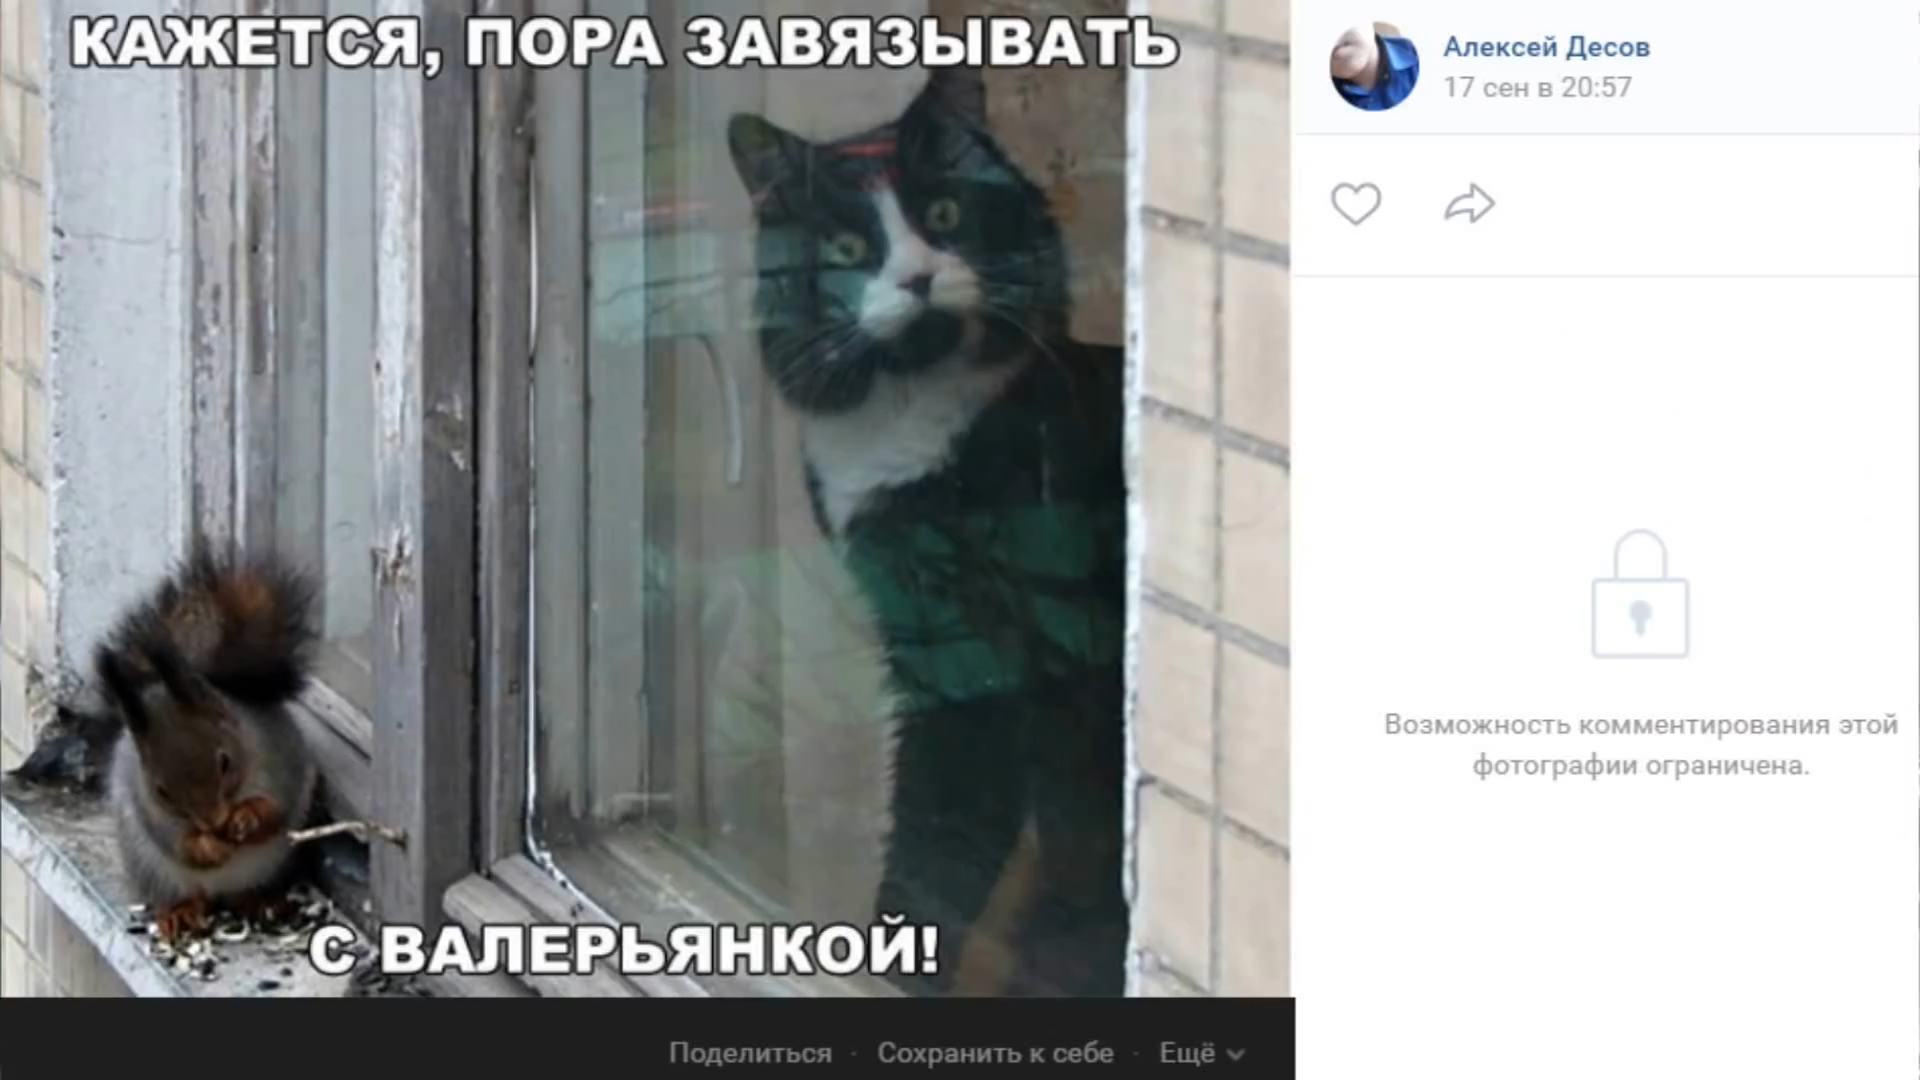 КАЖЕТСЯ, ПОРА ЗАВЯЗЫВАТЬ
С ВАЛЕРЬЯНКОЙ!
Алексей Десов
17 сен в 20:57
Возможность комментирования этой
фотографии ограничена.
Поделиться · Сохранить к себе · Ещё